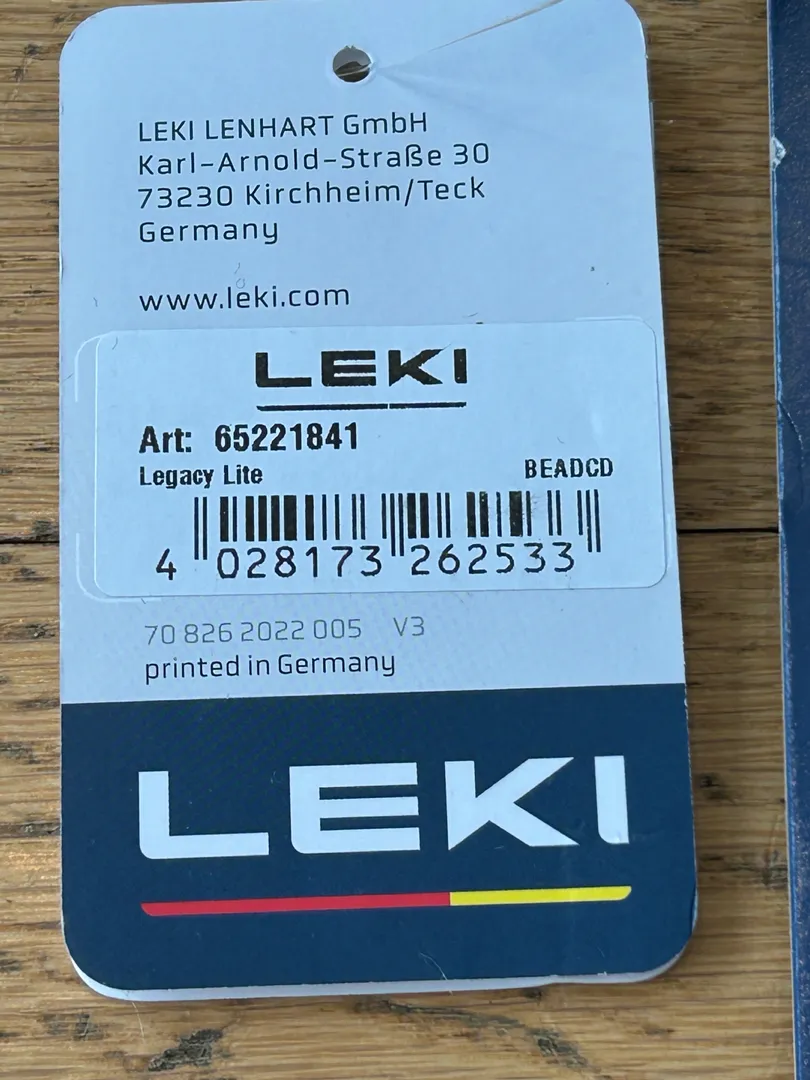 LEKI LENHART GmbH
Karl-Arnold-Straße 30
73230 Kirchheim/Teck
Germany
www.leki.com
LEKI
Art: 65221841
Legacy Lite BEADCD
4 028173 262533
70 826 2022 005 V3
printed in Germany
LEKI